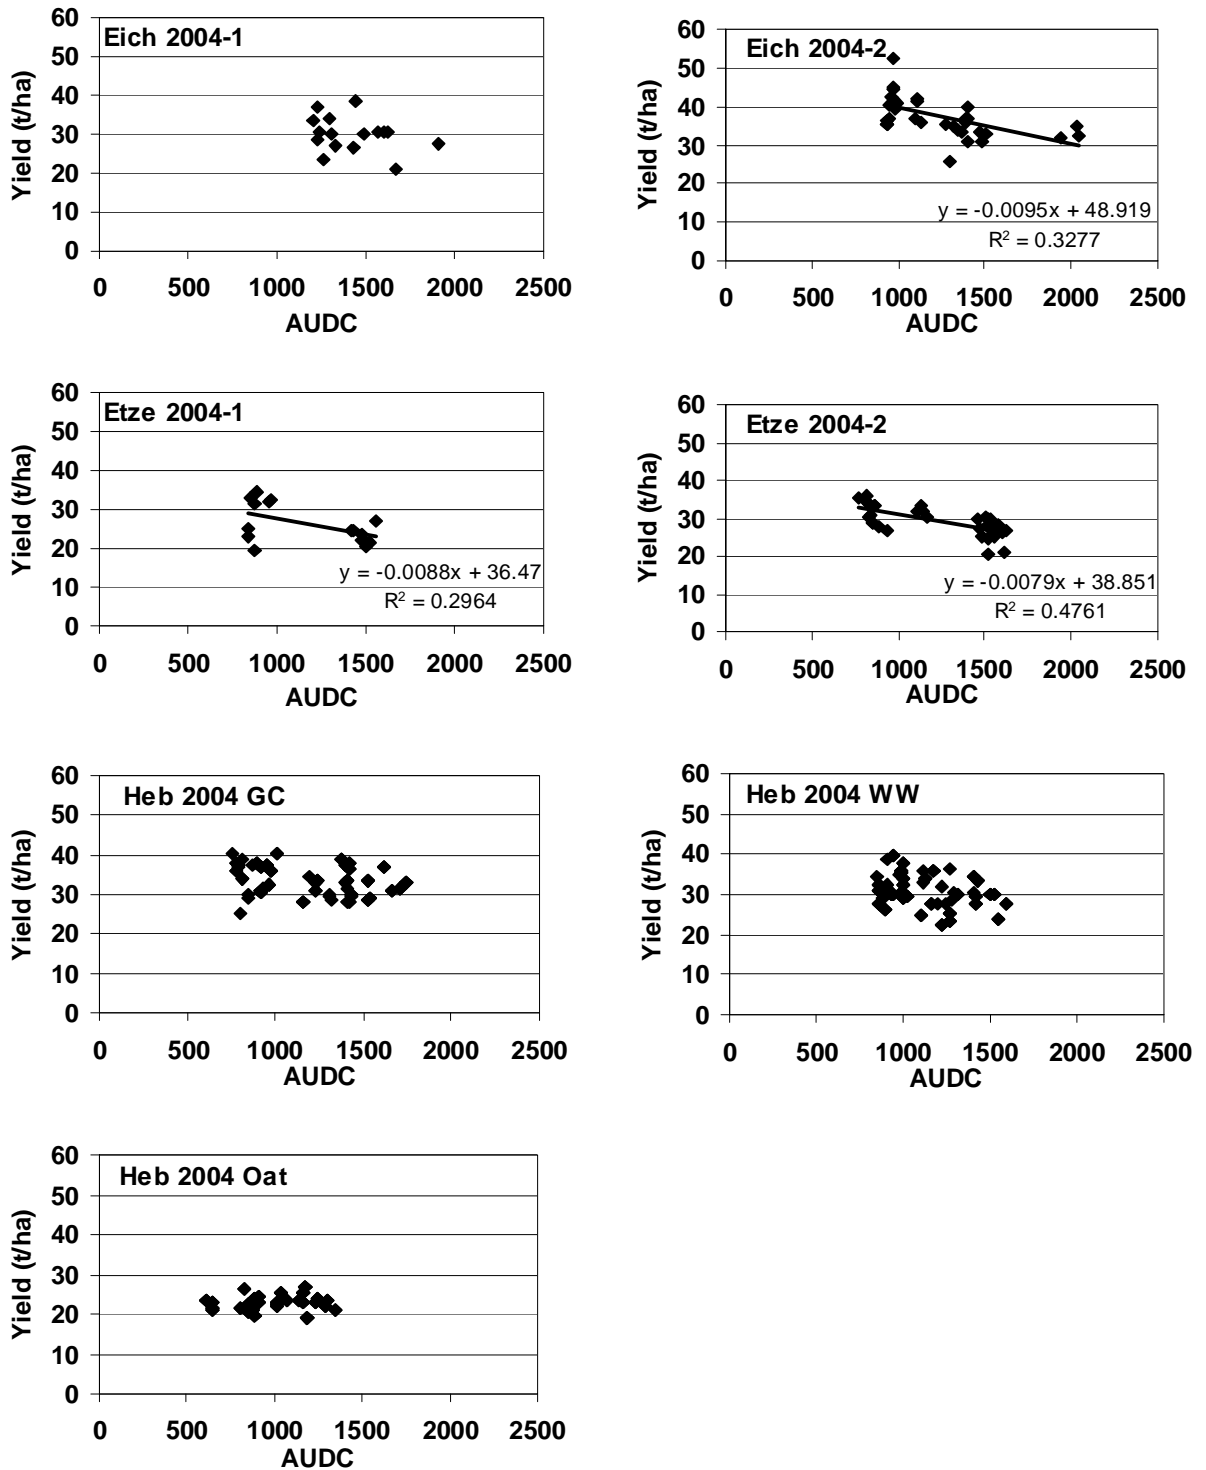 Eich 2004-1
Yield (t/ha)
60
50
40
30
20
10
0
0 500 1000 1500 2000 2500
AUDC
Eich 2004-2
Yield (t/ha)
60
50
40
30
20
10
0
y = -0.0095x + 48.919
R² = 0.3277
0 500 1000 1500 2000 2500
AUDC
Etze 2004-1
Yield (t/ha)
60
50
40
30
20
10
0
y = -0.0088x + 36.47
R² = 0.2964
0 500 1000 1500 2000 2500
AUDC
Etze 2004-2
Yield (t/ha)
60
50
40
30
20
10
0
y = -0.0079x + 38.851
R² = 0.4761
0 500 1000 1500 2000 2500
AUDC
Heb 2004 GC
Yield (t/ha)
60
50
40
30
20
10
0
0 500 1000 1500 2000 2500
AUDC
Heb 2004 WW
Yield (t/ha)
60
50
40
30
20
10
0
0 500 1000 1500 2000 2500
AUDC
Heb 2004 Oat
Yield (t/ha)
60
50
40
30
20
10
0
0 500 1000 1500 2000 2500
AUDC